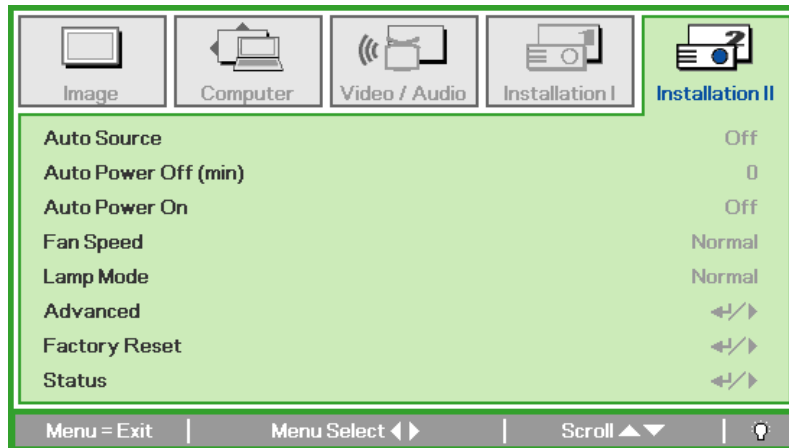 Image Computer Video / Audio Installation I Installation II
Auto Source Off
Auto Power Off (min) 0
Auto Power On Off
Fan Speed Normal
Lamp Mode Normal
Advanced
Factory Reset
Status
Menu = Exit | Menu Select | Scroll |